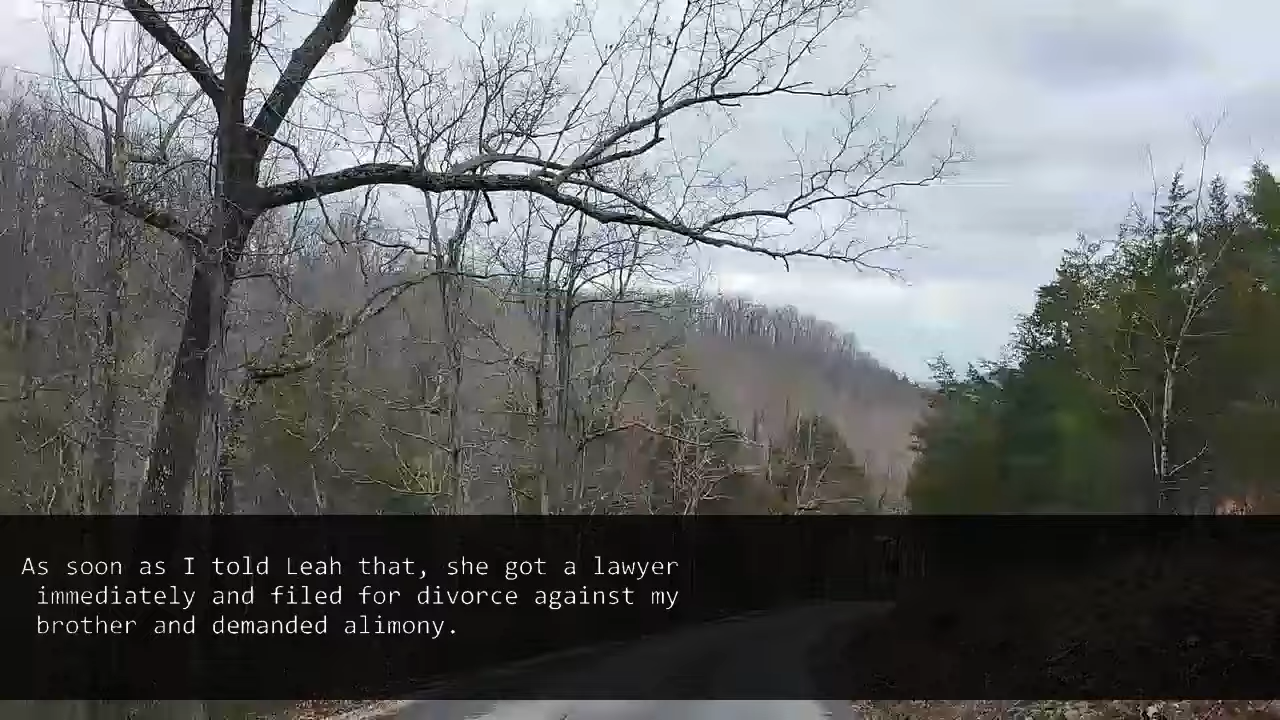 As soon as I told Leah that, she got a lawyer
immediately and filed for divorce against my
brother and demanded alimony.